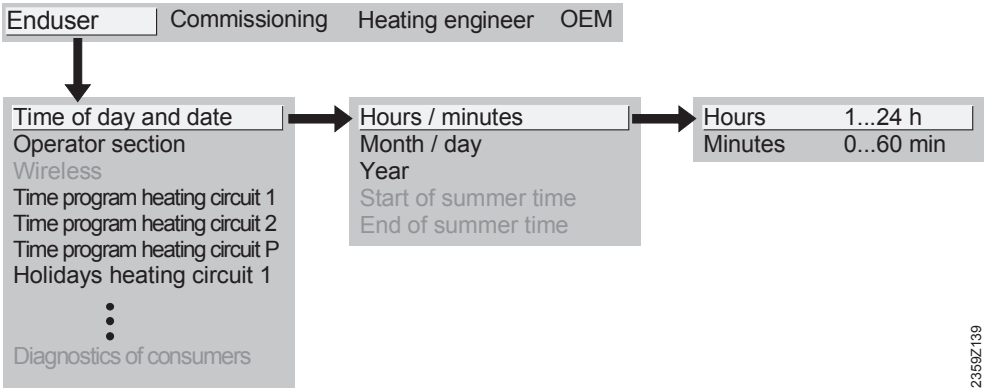 Enduser Commissioning Heating engineer OEM
Time of day and date
Operator section
Wireless
Time program heating circuit 1
Time program heating circuit 2
Time program heating circuit P
Holidays heating circuit 1
Diagnostics of consumers
Hours / minutes
Month / day
Year
Start of summer time
End of summer time
Hours 1...24 h
Minutes 0...60 min
2359Z139